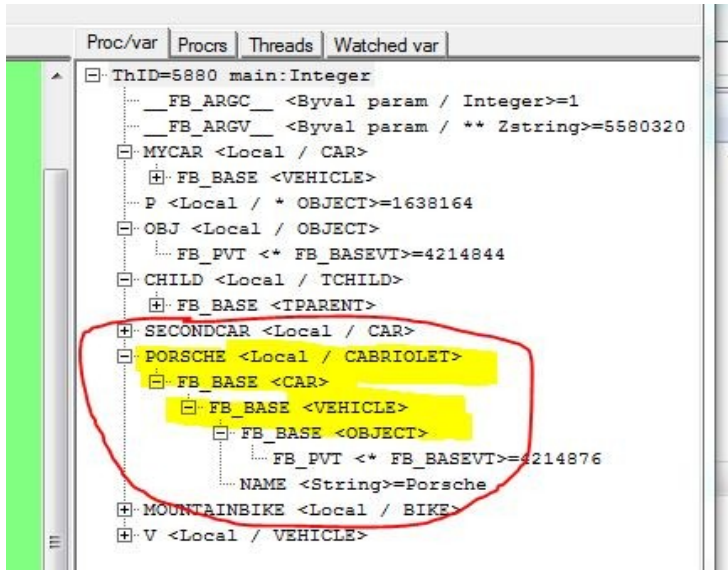 Proc/var Procrs Threads Watched var
ThID=5880 main:Integer
__FB_ARGC__ <Byval param / Integer>=1
__FB_ARGV__ <Byval param / ** Zstring>=5580320
MYCAR <Local / CAR>
FB_BASE <VEHICLE>
P <Local / * OBJECT>=1638164
OBJ <Local / OBJECT>
FB_PVT <* FB_BASEVT>=4214844
CHILD <Local / TCHILD>
FB_BASE <TPARENT>
SECONDCAR <Local / CAR>
PORSCHE <Local / CABRIOLET>
FB_BASE <CAR>
FB_BASE <VEHICLE>
FB_BASE <OBJECT>
FB_PVT <* FB_BASEVT>=4214876
NAME <String>=Porsche
MOUNTAINBIKE <Local / BIKE>
V <Local / VEHICLE>